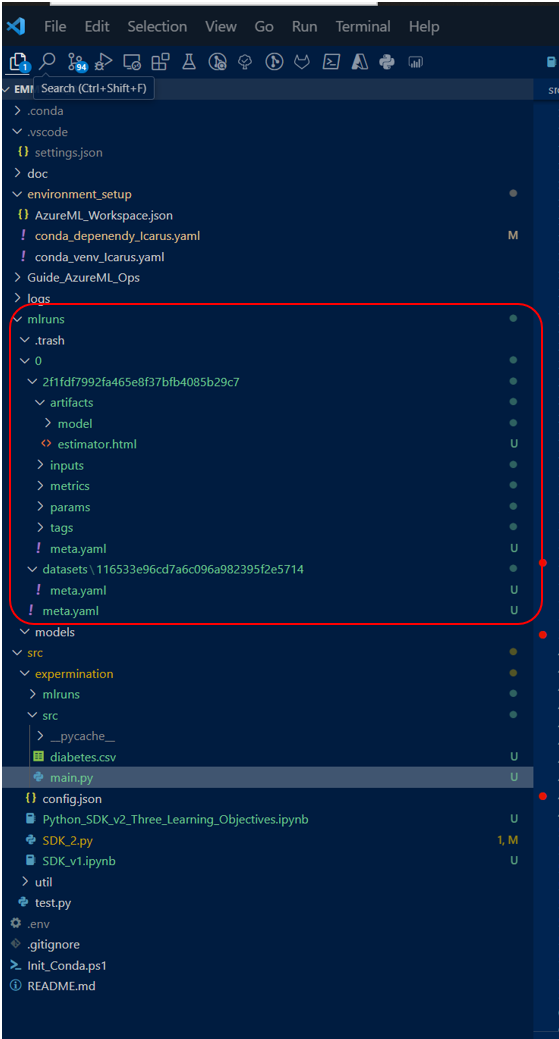 File Edit Selection View Go Run Terminal Help
1 94
Search (Ctrl+Shift+F)
.conda
.vscode
{} settings.json
doc
environment_setup
{} AzureML_Workspace.json
! conda_dependendy_Icarus.yaml M
! conda_venv_Icarus.yaml
Guide_AzureML_Ops
logs
mlruns
.trash
0
2f1fdf7992fa465e8f37bfb4085b29c7
artifacts
model
<> estimator.html U
inputs
metrics
params
tags
! meta.yaml U
datasets\116533e96cd7a6c096a982395f2e5714
! meta.yaml U
! meta.yaml U
models
src
expermination
mlruns
src
__pycache__
diabetes.csv U
main.py U
{} config.json
Python_SDK_v2_Three_Learning_Objectives.ipynb U
SDK_2.py 1, M
SDK_v1.ipynb U
util
test.py
.env
.gitignore
Init_Conda.ps1
README.md